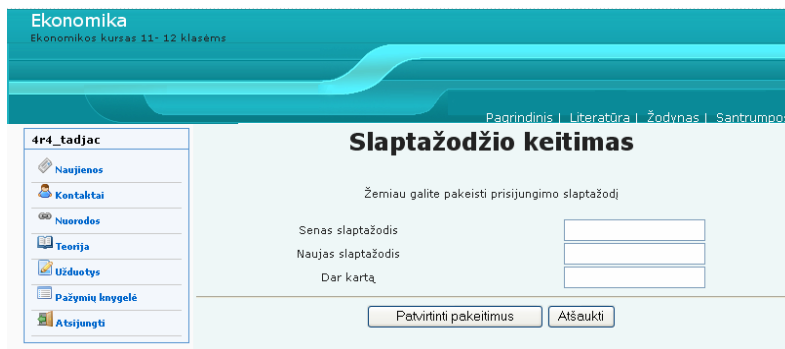 Ekonomika
Ekonomikos kursas 11- 12 klasėms
Pagrindinis | Literatūra | Žodynas | Santrumpos
4r4_tadjac
Naujienos
Kontaktai
Nuorodos
Teorija
Užduotys
Pažymių knygelė
Atsijungti
Slaptažodžio keitimas
Žemiau galite pakeisti prisijungimo slaptažodį
Senas slaptažodis
Naujas slaptažodis
Dar kartą
Patvirtinti pakeitimus
Atšaukti